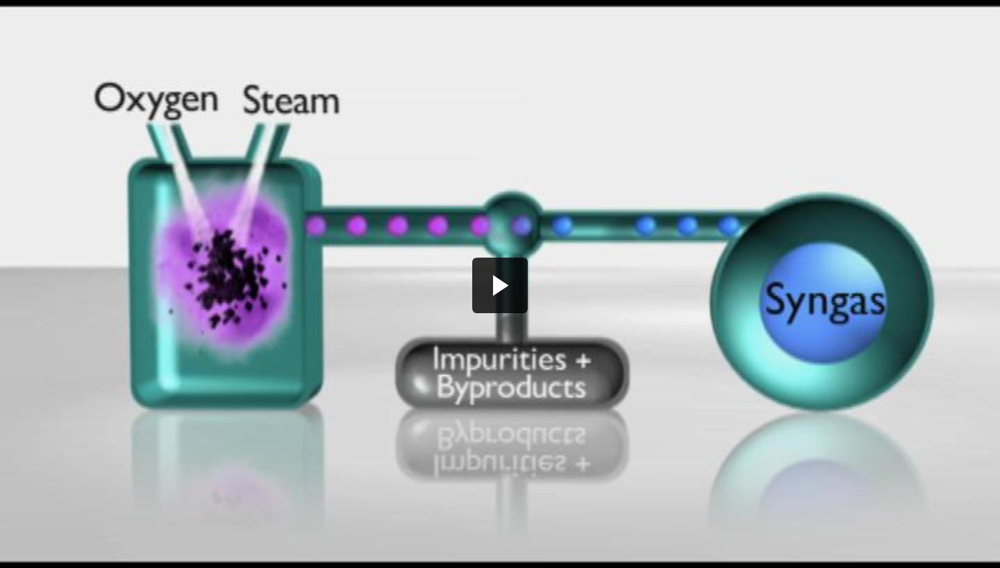 Oxygen Steam
Impurities +
Byproducts
Syngas